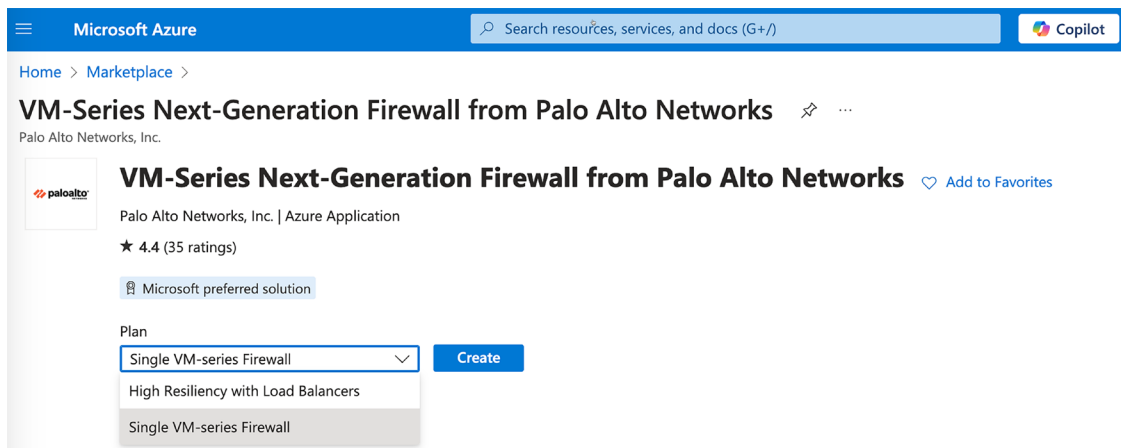 Microsoft Azure
Search resources, services, and docs (G+/)
Copilot
Home > Marketplace >
VM-Series Next-Generation Firewall from Palo Alto Networks
...
Palo Alto Networks, Inc.
paloalto
NETWORKS
VM-Series Next-Generation Firewall from Palo Alto Networks
Add to Favorites
Palo Alto Networks, Inc. | Azure Application
★ 4.4 (35 ratings)
Microsoft preferred solution
Plan
Single VM-series Firewall
Create
High Resiliency with Load Balancers
Single VM-series Firewall